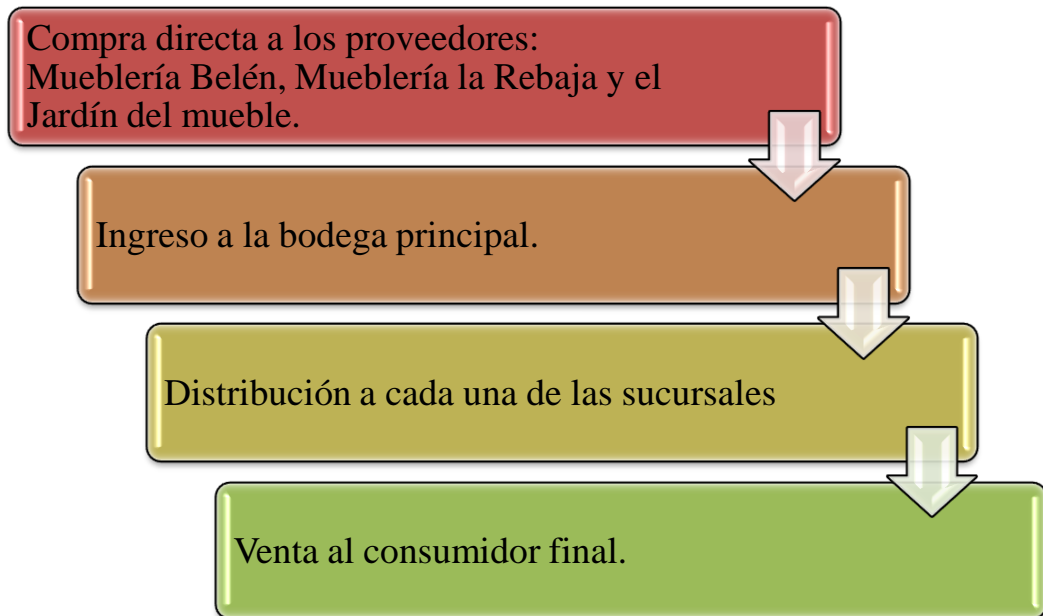 Compra directa a los proveedores:
Mueblería Belén, Mueblería la Rebaja y el
Jardín del mueble.
Ingreso a la bodega principal.
Distribución a cada una de las sucursales
Venta al consumidor final.